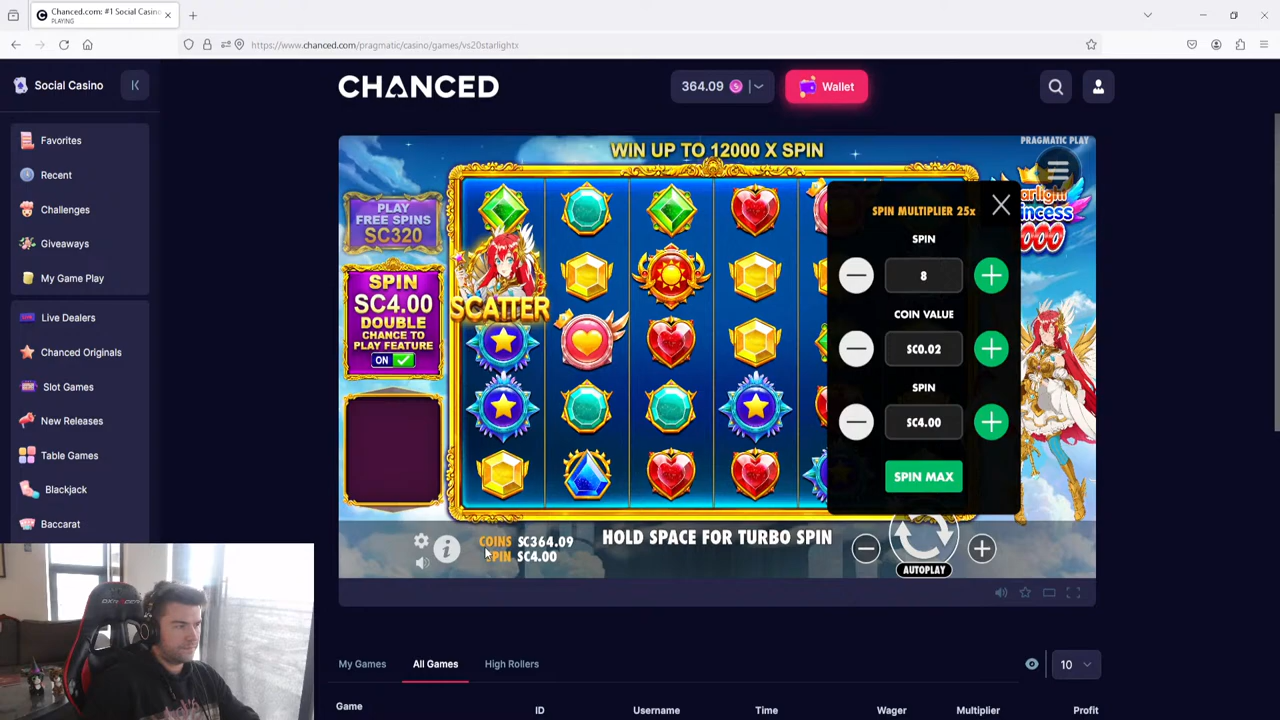 Chanced.com: #1 Social Casino
PLAYING
https://www.chanced.com/pragmatic/casino/games/vs20starlightx
Social Casino
CHANCED
364.09
Wallet
Favorites
Recent
Challenges
Giveaways
My Game Play
Live Dealers
Chanced Originals
Slot Games
New Releases
Table Games
Blackjack
Baccarat
WIN UP TO 12000 X SPIN
PRAGMATIC PLAY
PLAY
FREE SPINS
SC320
SPIN
SC4.00
DOUBLE
CHANCE TO
PLAY FEATURE
ON
SCATTER
SPIN MULTIPLIER 25x
SPIN
8
COIN VALUE
SC0.02
SPIN
SC4.00
SPIN MAX
COINS SC364.09
SPIN SC4.00
HOLD SPACE FOR TURBO SPIN
AUTOPLAY
My Games
All Games
High Rollers
10
Game
ID
Username
Time
Wager
Multiplier
Profit